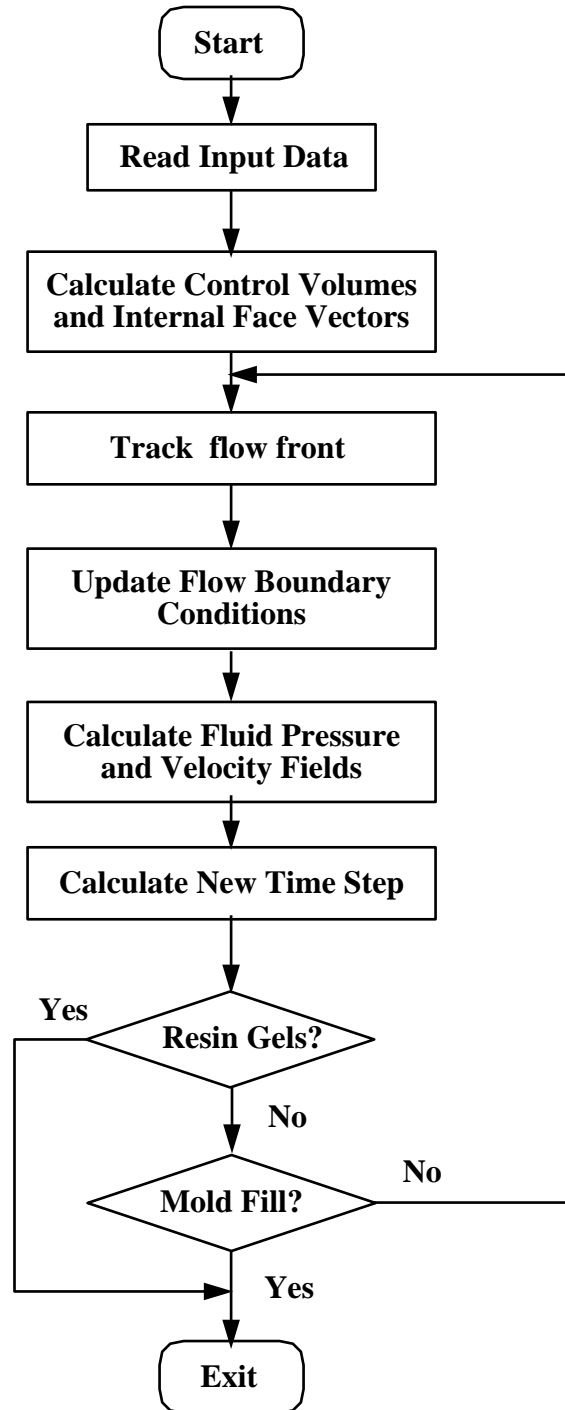 Start
Read Input Data
Calculate Control Volumes
and Internal Face Vectors
Track flow front
Update Flow Boundary
Conditions
Calculate Fluid Pressure
and Velocity Fields
Calculate New Time Step
Yes
Resin Gels?
No
No
Mold Fill?
Yes
Exit